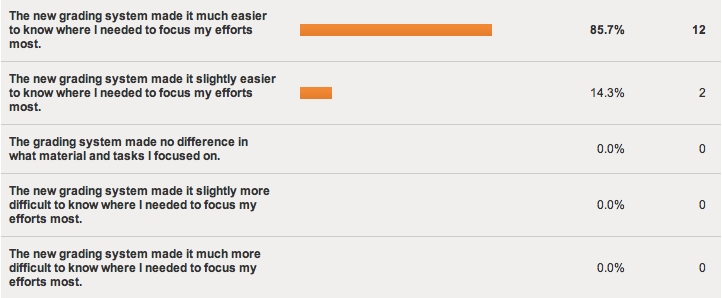 The new grading system made it much easier
to know where I needed to focus my efforts
most.
85.7%
12
The new grading system made it slightly easier
to know where I needed to focus my efforts
most.
14.3%
2
The grading system made no difference in
what material and tasks I focused on.
0.0%
0
The new grading system made it slightly more
difficult to know where I needed to focus my
efforts most.
0.0%
0
The new grading system made it much more
difficult to know where I needed to focus my
efforts most.
0.0%
0